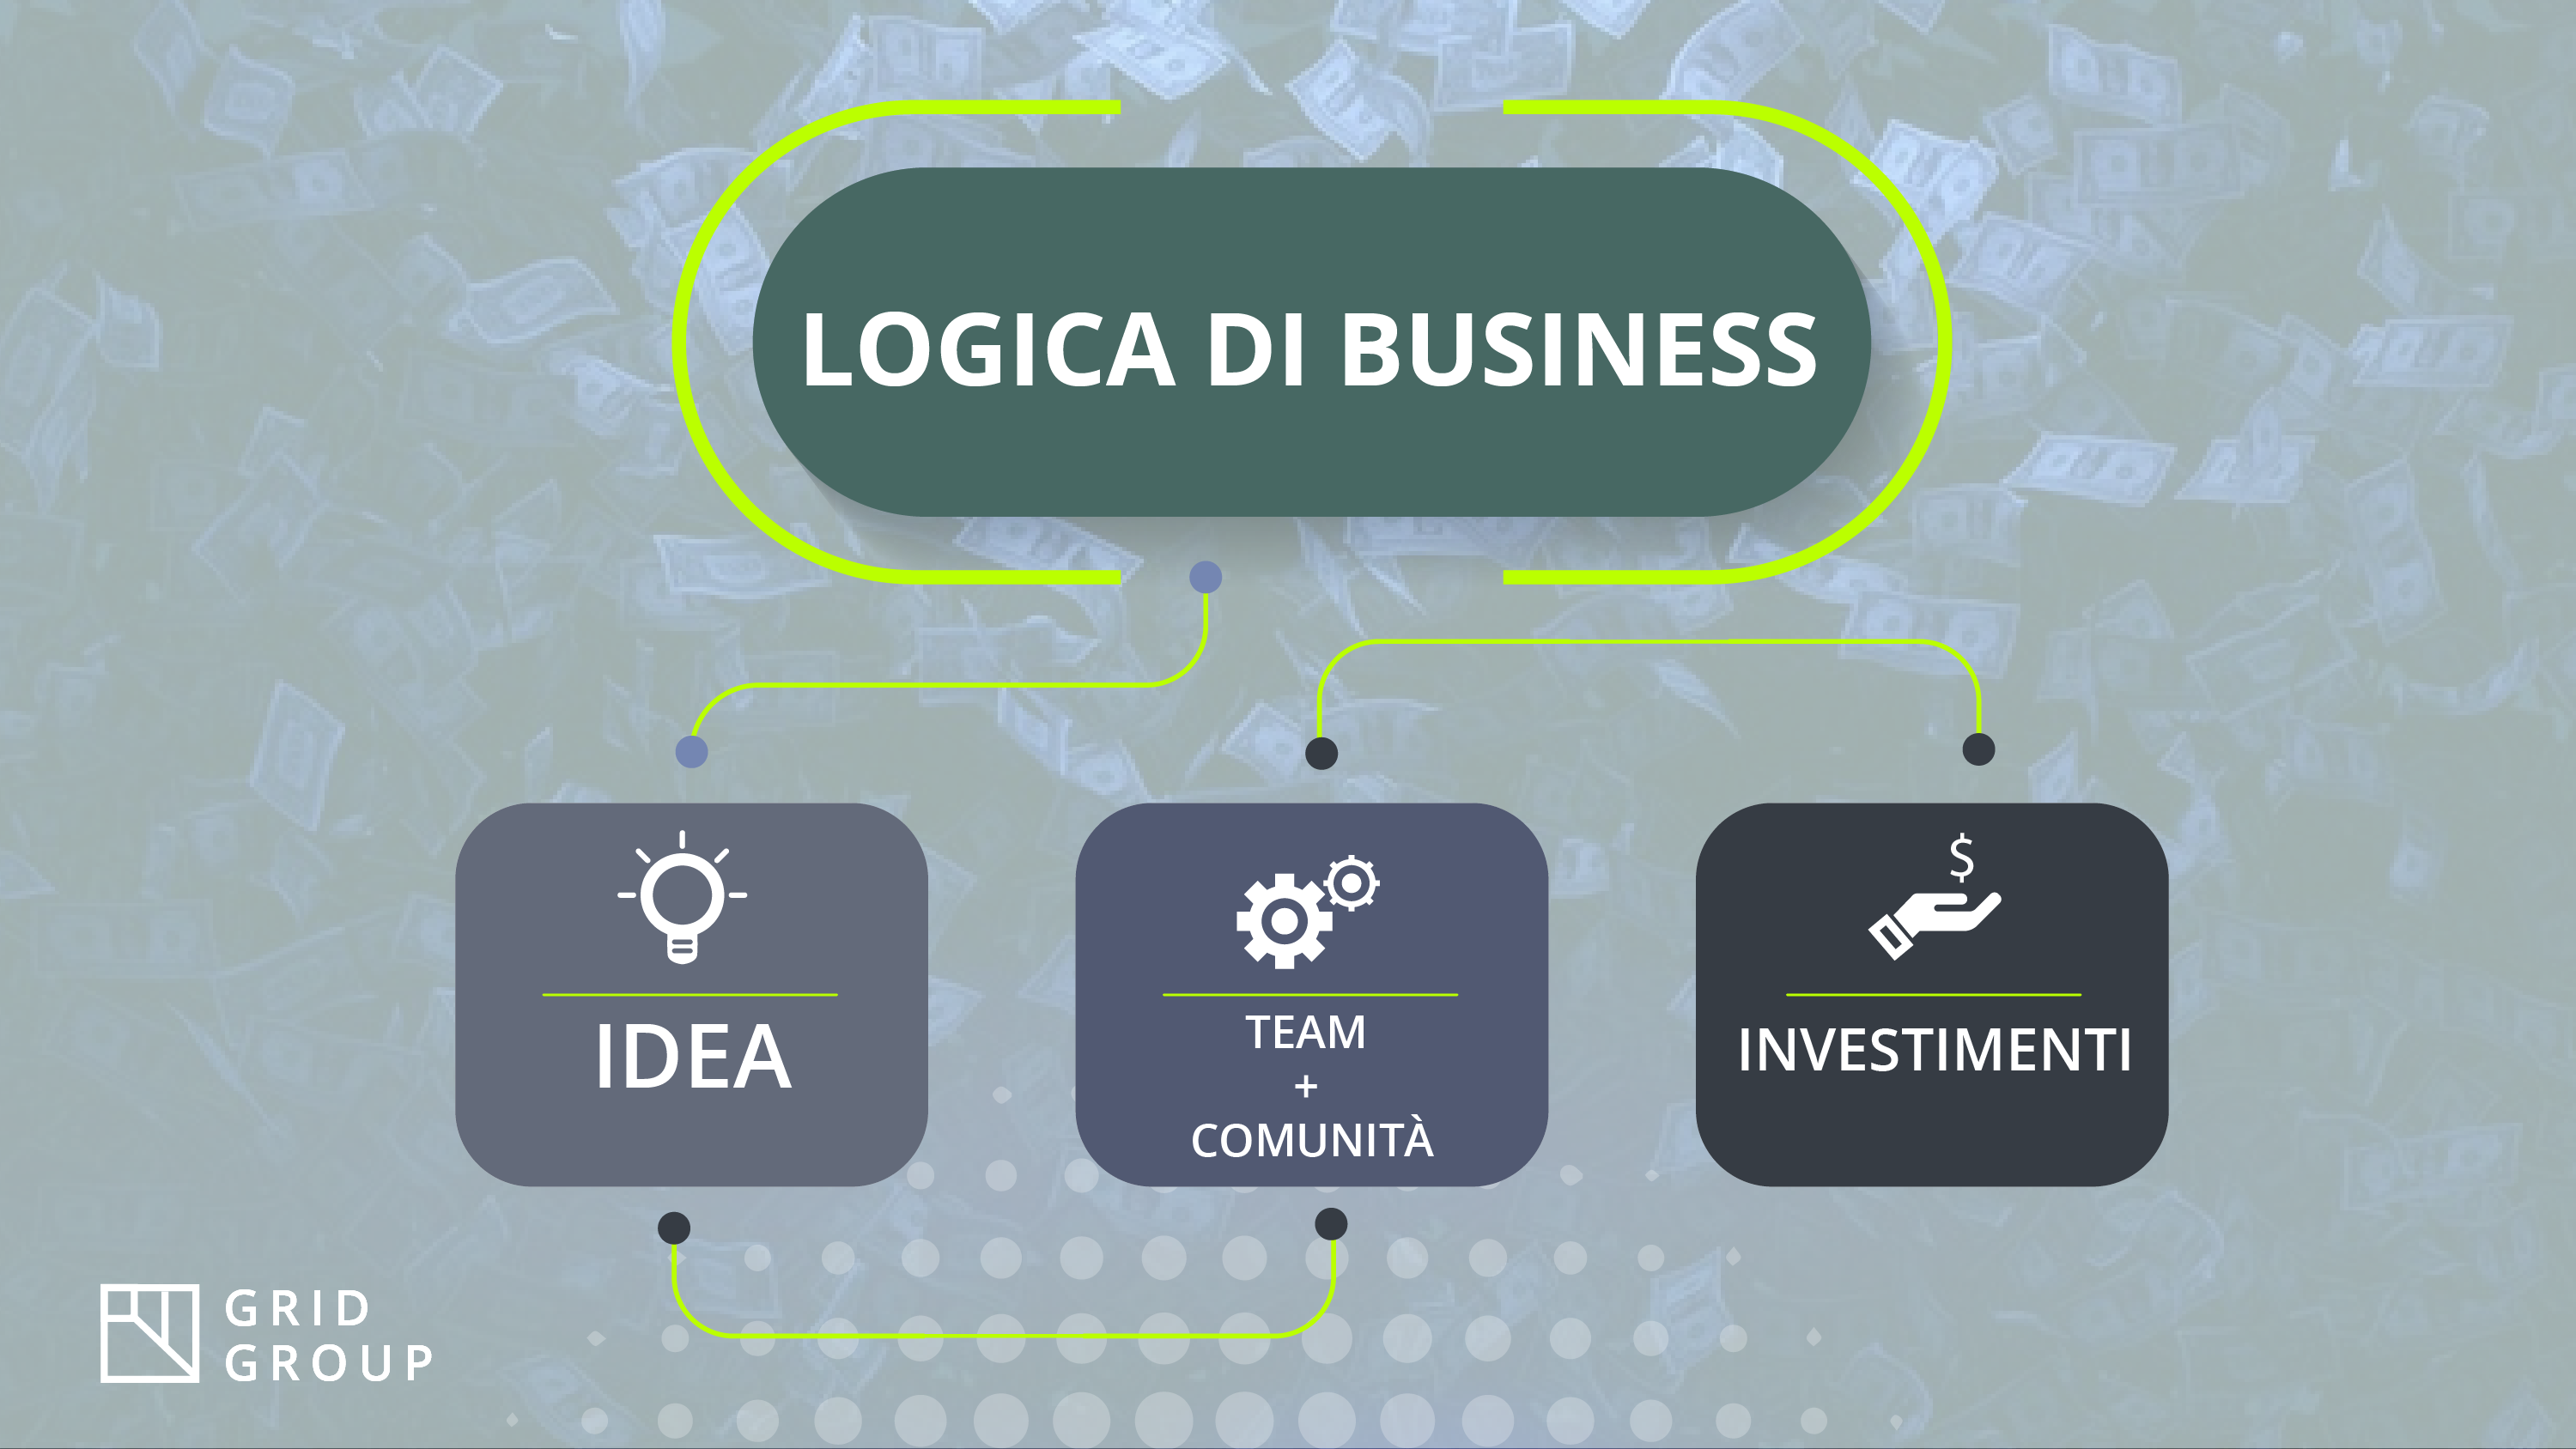 LOGICA DI BUSINESS
$
IDEA
TEAM
+
COMUNITÀ
INVESTIMENTI
GRID
GROUP